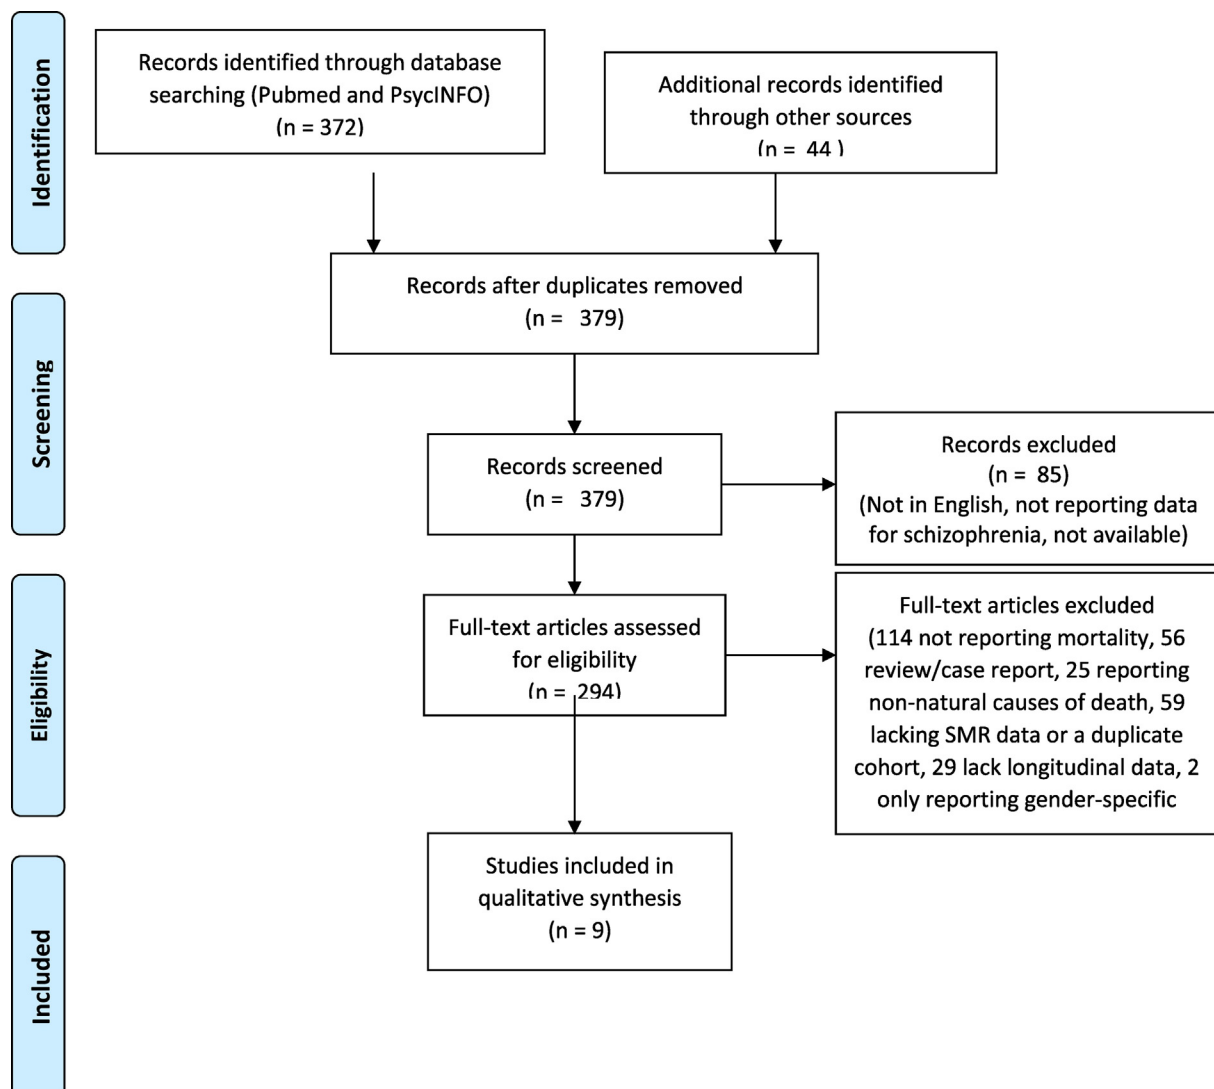 Identification
Records identified through database
searching (Pubmed and PsycINFO)
(n = 372)
Additional records identified
through other sources
(n = 44 )
Records after duplicates removed
(n = 379)
Screening
Records screened
(n = 379)
Records excluded
(n = 85)
(Not in English, not reporting data
for schizophrenia, not available)
Eligibility
Full-text articles assessed
for eligibility
(n = 294)
Full-text articles excluded
(114 not reporting mortality, 56
review/case report, 25 reporting
non-natural causes of death, 59
lacking SMR data or a duplicate
cohort, 29 lack longitudinal data, 2
only reporting gender-specific
Included
Studies included in
qualitative synthesis
(n = 9)